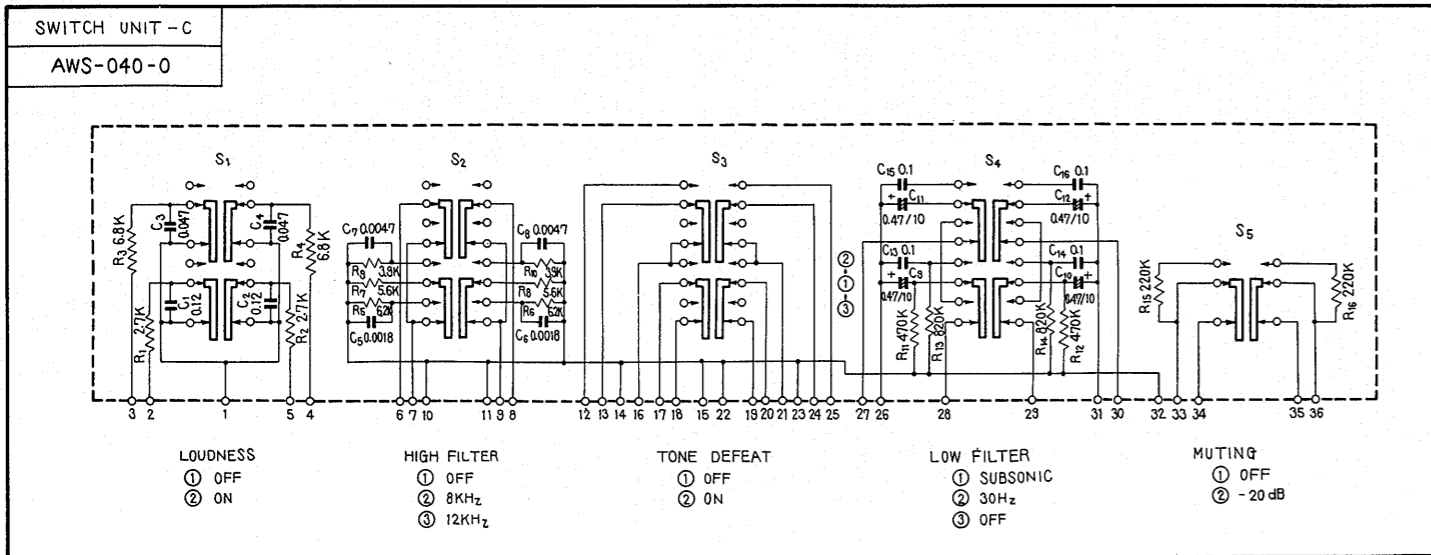 SWITCH UNIT-C
AWS-040-0
S1
S2
S3
S4
S5
R3 6.8K
C3
0.047
C4
0.047
R4
6.8K
R1 2.7K
C1
0.12
C2
0.12
R2 2.7K
C7 0.0047
R9 3.9K
R7 5.6K
R5 62K
C5 0.0018
C8 0.0047
R10 3.9K
R8 5.6K
R6 62K
C6 0.0018
C15 0.1
+ C11
0.47/10
C13 0.1
+ C9
0.47/10
R11 470K
R13 820K
C16 0.1
C12 +
0.47/10
C14 0.1
C10 +
0.47/10
R14 820K
R12 470K
②
①
③
R15 220K
R16 220K
3 2 1 5 4 6 7 10 11 9 8 12 13 14 16 17 18 15 22 19 20 21 23 24 25 27 26 28 29 31 30 32 33 34 35 36
LOUDNESS
① OFF
② ON
HIGH FILTER
① OFF
② 8KHz
③ 12KHz
TONE DEFEAT
① OFF
② ON
LOW FILTER
① SUBSONIC
② 30Hz
③ OFF
MUTING
① OFF
② -20 dB